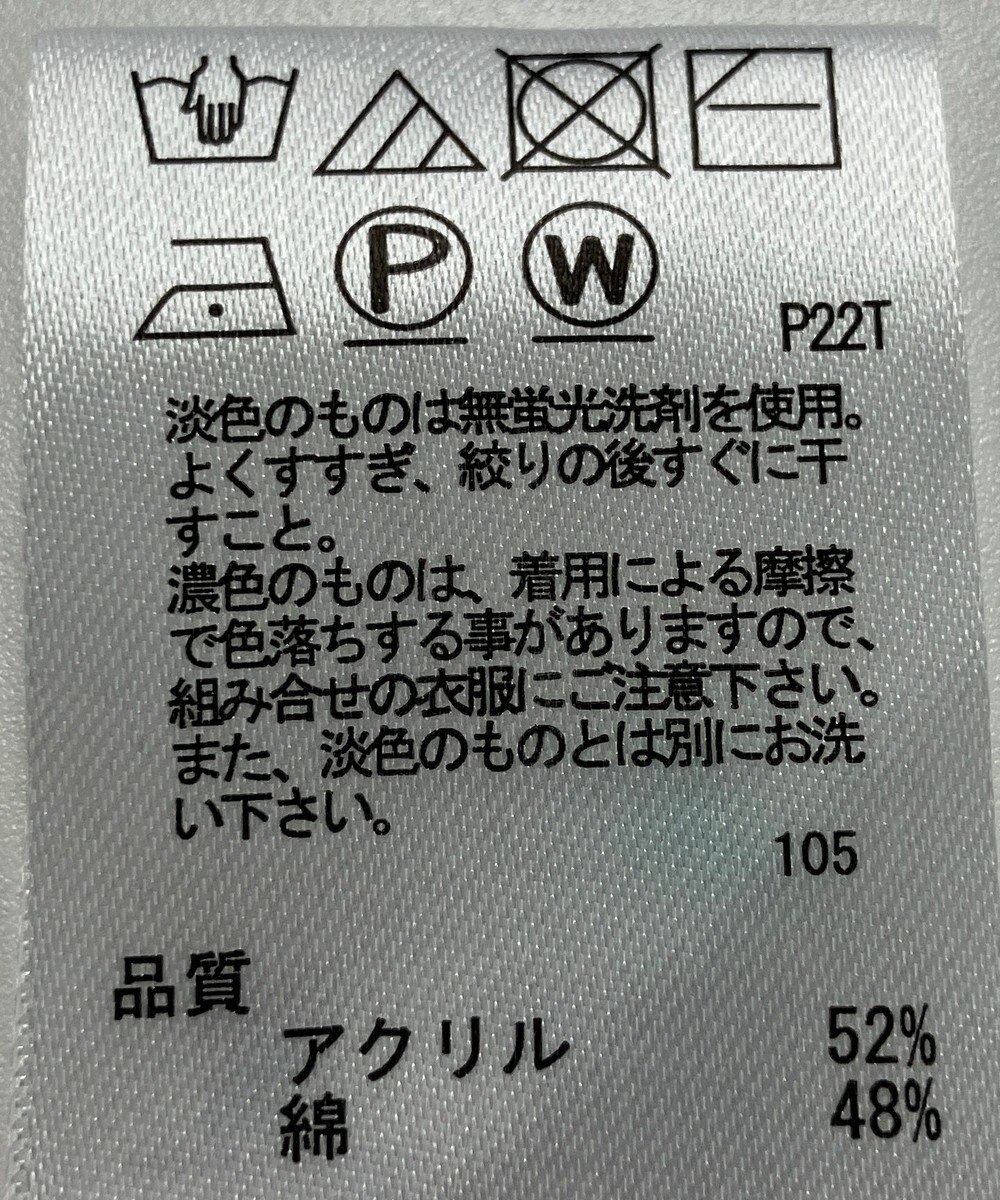 P W P22T
淡色のものは無蛍光洗剤を使用。
よくすすぎ、絞りの後すぐに干
すこと。
濃色のものは、着用による摩擦
で色落ちする事がありますので、
組み合せの衣服にご注意下さい。
また、淡色のものとは別にお洗
い下さい。
105
品質
アクリル 52%
綿 48%